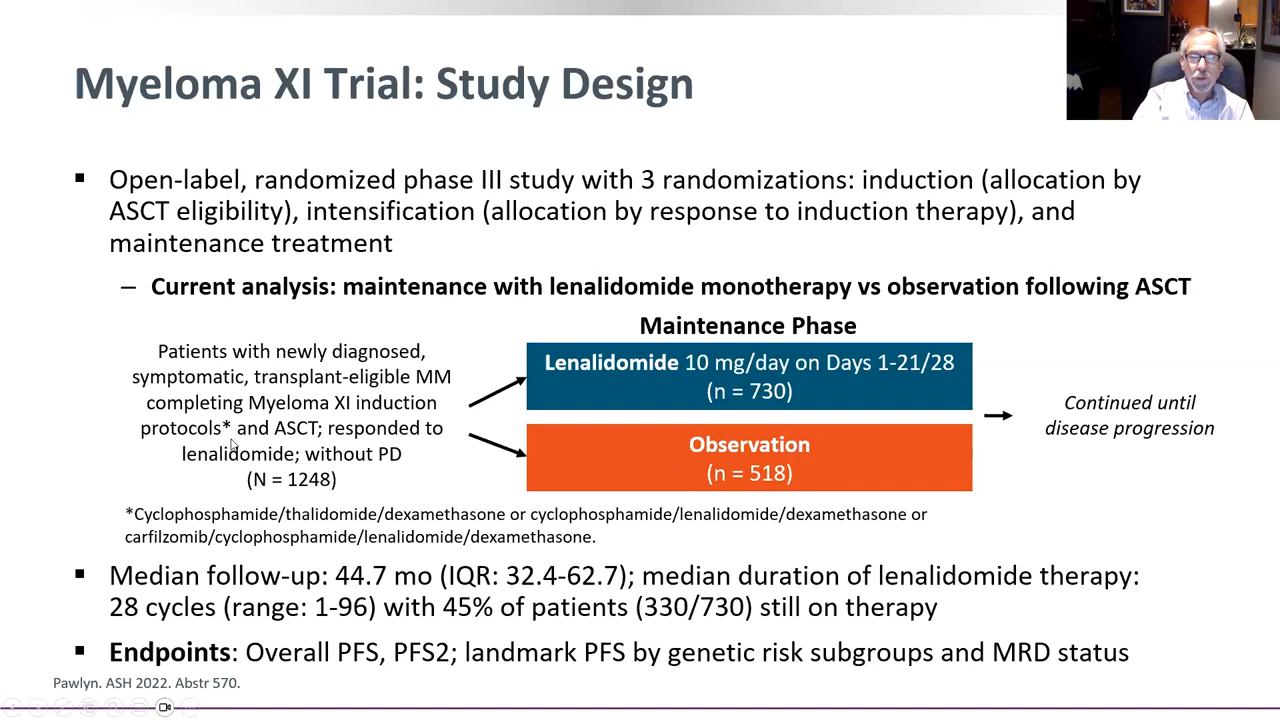 Myeloma XI Trial: Study Design
▪ Open-label, randomized phase III study with 3 randomizations: induction (allocation by
ASCT eligibility), intensification (allocation by response to induction therapy), and
maintenance treatment
– Current analysis: maintenance with lenalidomide monotherapy vs observation following ASCT
Maintenance Phase
Patients with newly diagnosed,
symptomatic, transplant-eligible MM
completing Myeloma XI induction
protocols* and ASCT; responded to
lenalidomide; without PD
(N = 1248)
Lenalidomide 10 mg/day on Days 1-21/28
(n = 730)
Observation
(n = 518)
Continued until
disease progression
*Cyclophosphamide/thalidomide/dexamethasone or cyclophosphamide/lenalidomide/dexamethasone or
carfilzomib/cyclophosphamide/lenalidomide/dexamethasone.
▪ Median follow-up: 44.7 mo (IQR: 32.4-62.7); median duration of lenalidomide therapy:
28 cycles (range: 1-96) with 45% of patients (330/730) still on therapy
▪ Endpoints: Overall PFS, PFS2; landmark PFS by genetic risk subgroups and MRD status
Pawlyn. ASH 2022. Abstr 570.